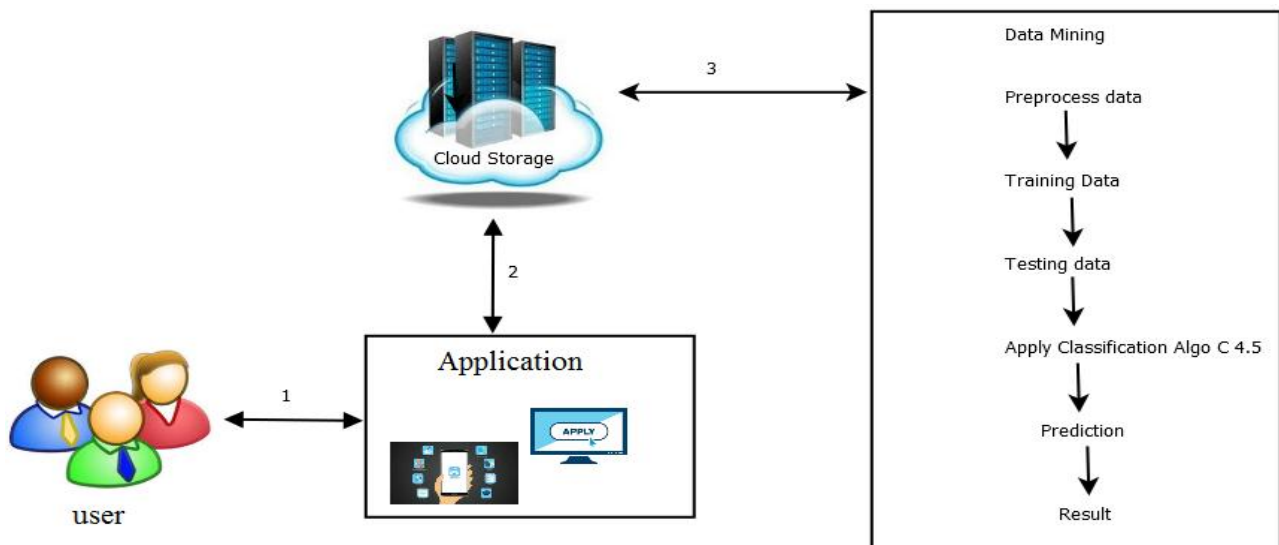 Data Mining
3
Preprocess data
Cloud Storage
Training Data
Testing data
2
Apply Classification Algo C 4.5
Application
1
APPLY
Prediction
user
Result